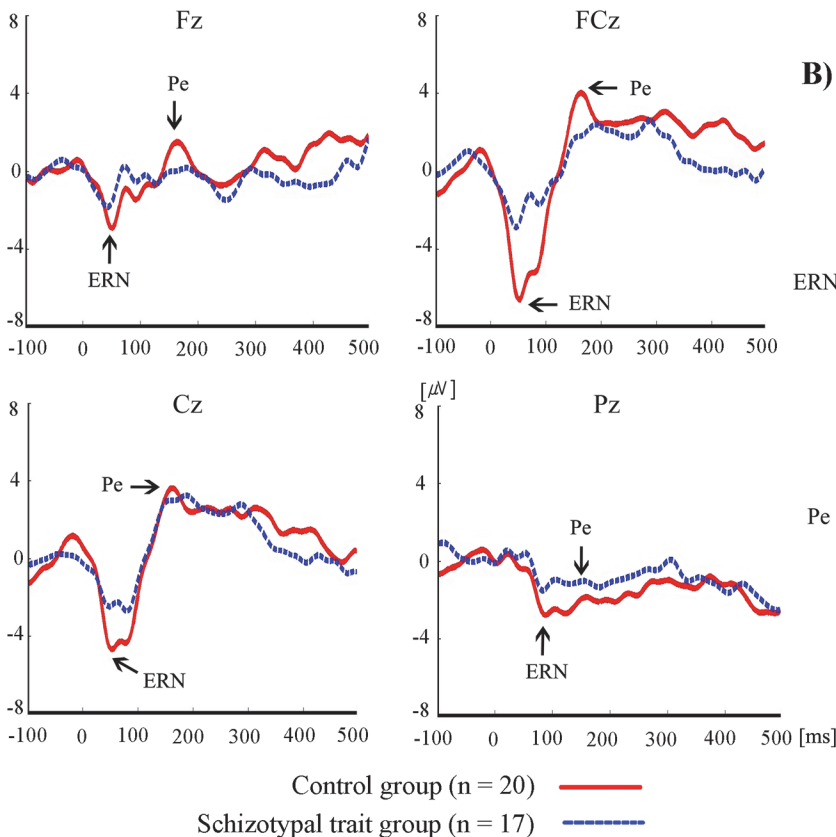 Fz
8
4
0
-4
-8
Pe
ERN
-100 0 100 200 300 400 500
FCz
8
4
0
-4
-8
Pe
ERN
-100 0 100 200 300 400 500
B)
ERN
Cz
8
4
0
-4
-8
Pe
ERN
-100 0 100 200 300 400 500
[μV]
Pz
8
4
0
-4
-8
Pe
ERN
-100 0 100 200 300 400 500 [ms]
Pe
Control group (n = 20)
Schizotypal trait group (n = 17)